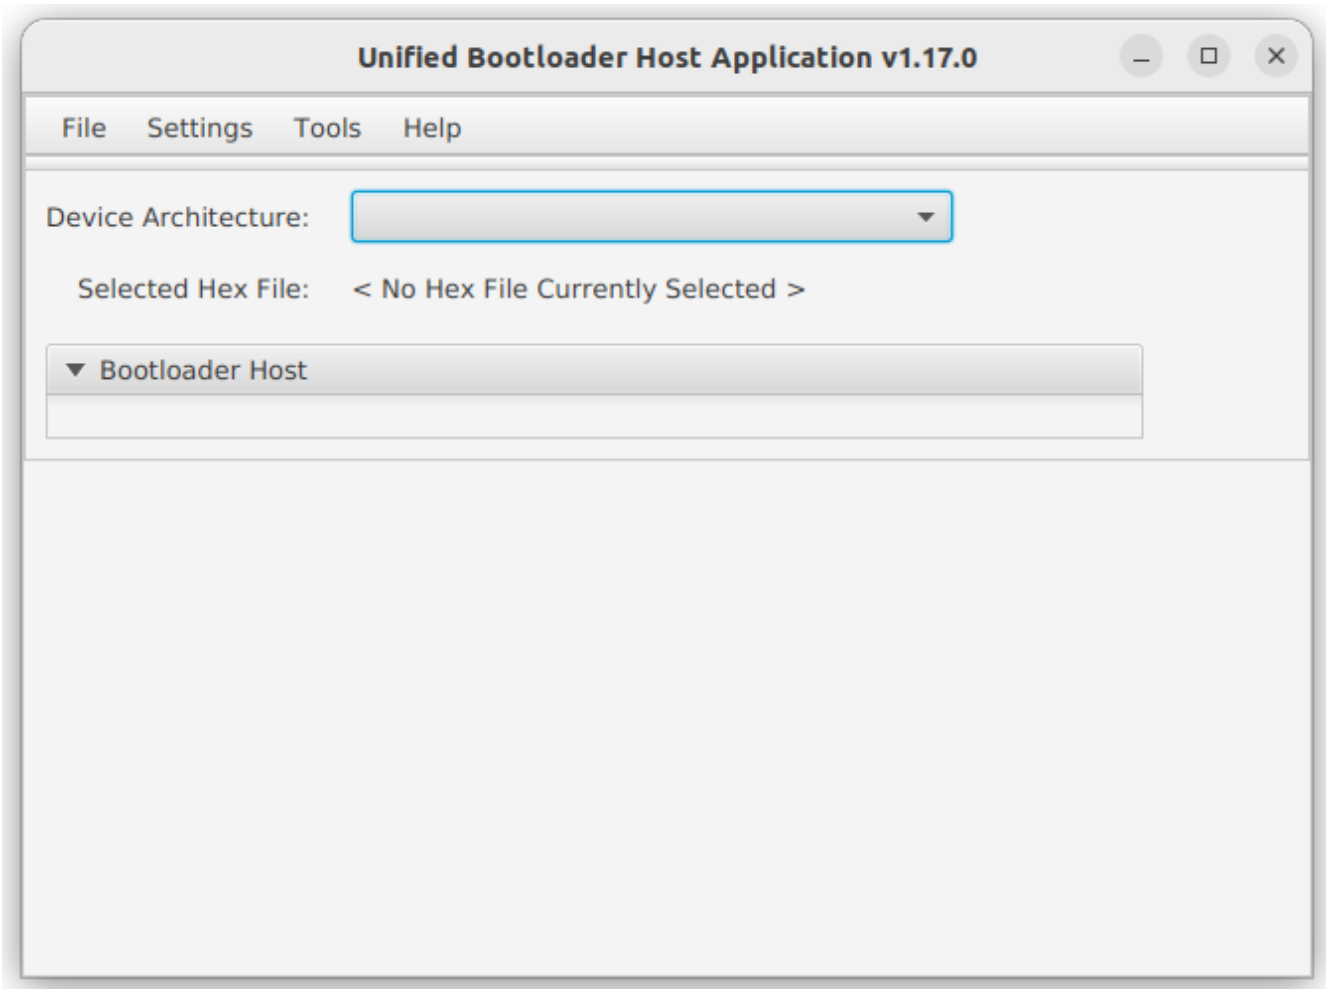 Unified Bootloader Host Application v1.17.0
File Settings Tools Help
Device Architecture:
Selected Hex File: < No Hex File Currently Selected >
Bootloader Host